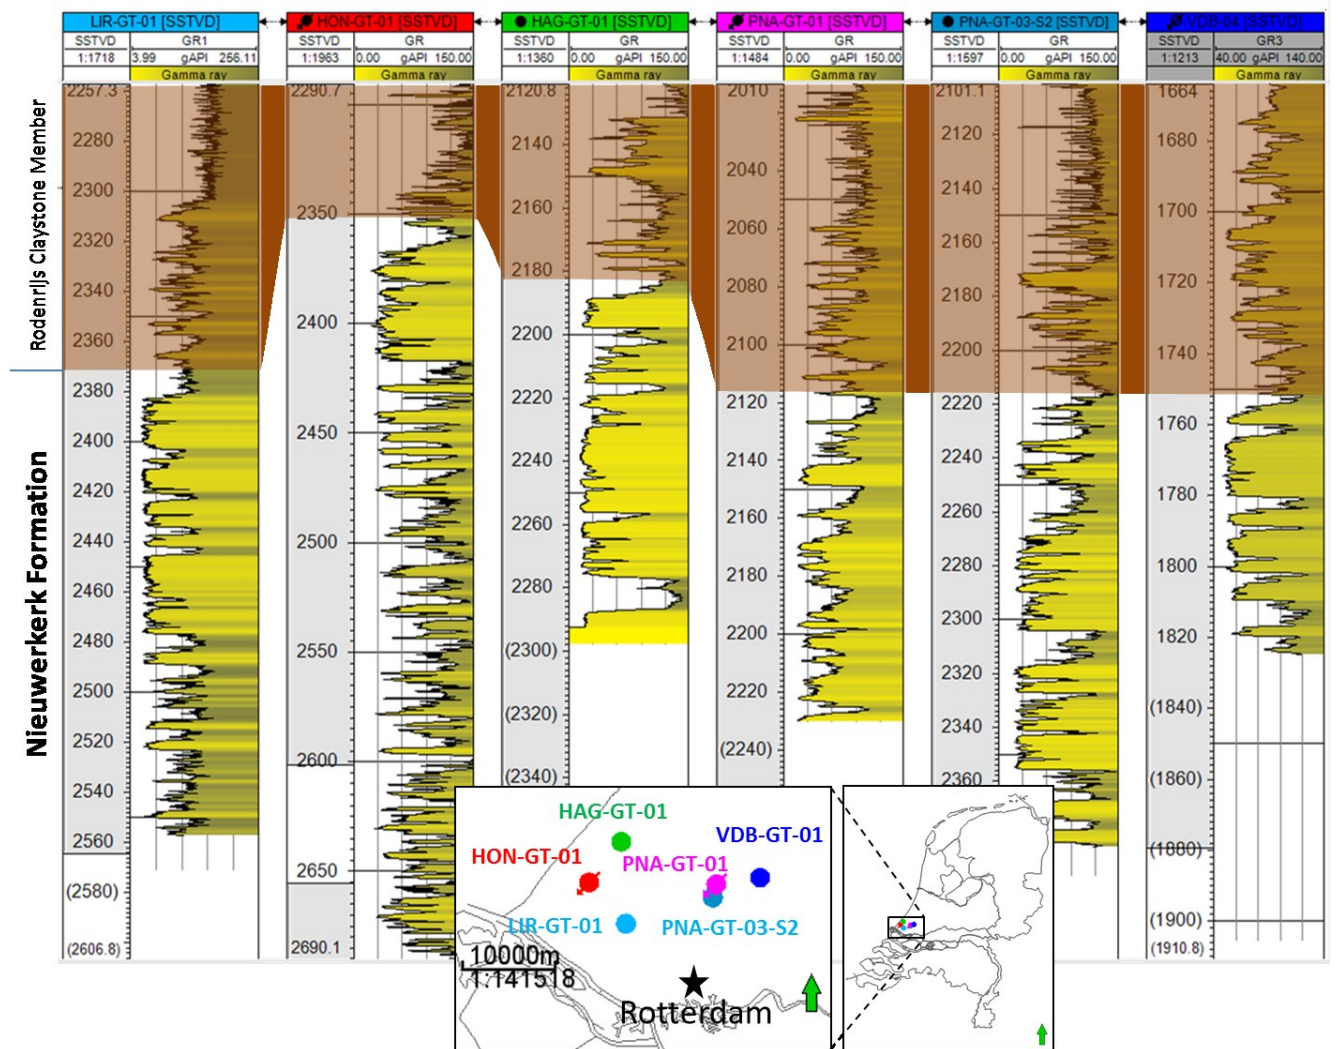 LIR-GT-01 [SSTVD]
SSTVD GR1
1:1718 3.99 gAPI 256.11
Gamma ray
2257.3
2280
2300
2320
2340
2360
2380
2400
2420
2440
2460
2480
2500
2520
2540
2560
(2580)
(2606.8)
HON-GT-01 [SSTVD]
SSTVD GR
1:1963 0.00 gAPI 150.00
Gamma ray
2290.7
2350
2400
2450
2500
2550
2600
2650
2690.1
HAG-GT-01 [SSTVD]
SSTVD GR
1:1360 0.00 gAPI 150.00
Gamma ray
2120.8
2140
2160
2180
2200
2220
2240
2260
2280
(2300)
(2320)
(2340)
PNA-GT-01 [SSTVD]
SSTVD GR
1:1484 0.00 gAPI 150.00
Gamma ray
2010
2040
2060
2080
2100
2120
2140
2160
2180
2200
2220
(2240)
PNA-GT-03-S2 [SSTVD]
SSTVD GR
1:1597 0.00 gAPI 150.00
Gamma ray
2101.1
2120
2140
2160
2180
2200
2220
2240
2260
2280
2300
2320
2340
2360
VDB-04 [SSTVD]
SSTVD GR3
1:1213 40.00 gAPI 140.00
Gamma ray
1664
1680
1700
1720
1740
1760
1780
1800
1820
(1840)
(1860)
(1880)
(1900)
(1910.8)
Rodenrijs Claystone Member
Nieuwerkerk Formation
HAG-GT-01
VDB-GT-01
HON-GT-01
PNA-GT-01
LIR-GT-01
PNA-GT-03-S2
10000m
1:141518
Rotterdam